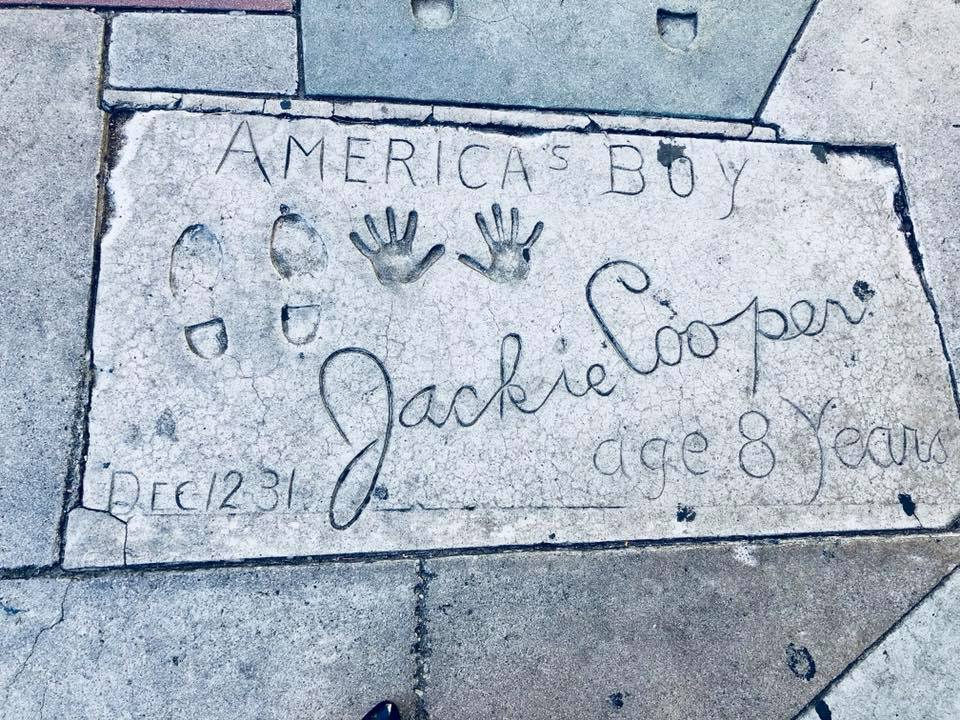 AMERICA's BOY
Jackie Cooper.
age 8 Years
DEC 12 31.